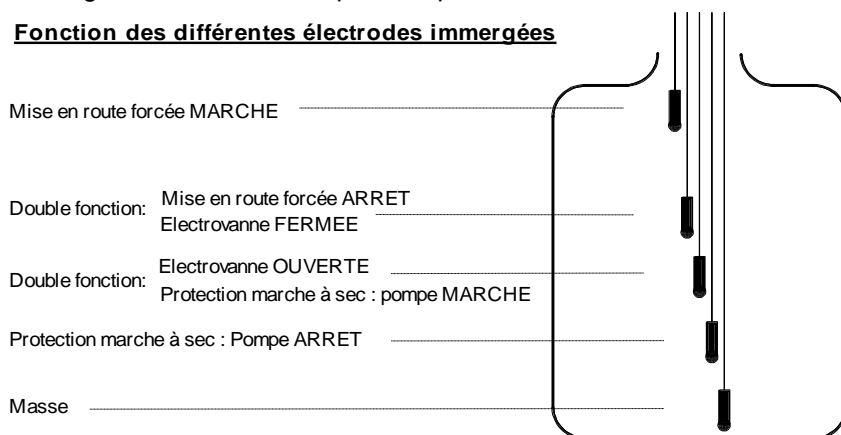 Fonction des différentes électrodes immergées
Mise en route forcée MARCHE
Double fonction: Mise en route forcée ARRET
Electrovanne FERMEE
Double fonction: Electrovanne OUVERTE
Protection marche à sec : pompe MARCHE
Protection marche à sec : Pompe ARRET
Masse